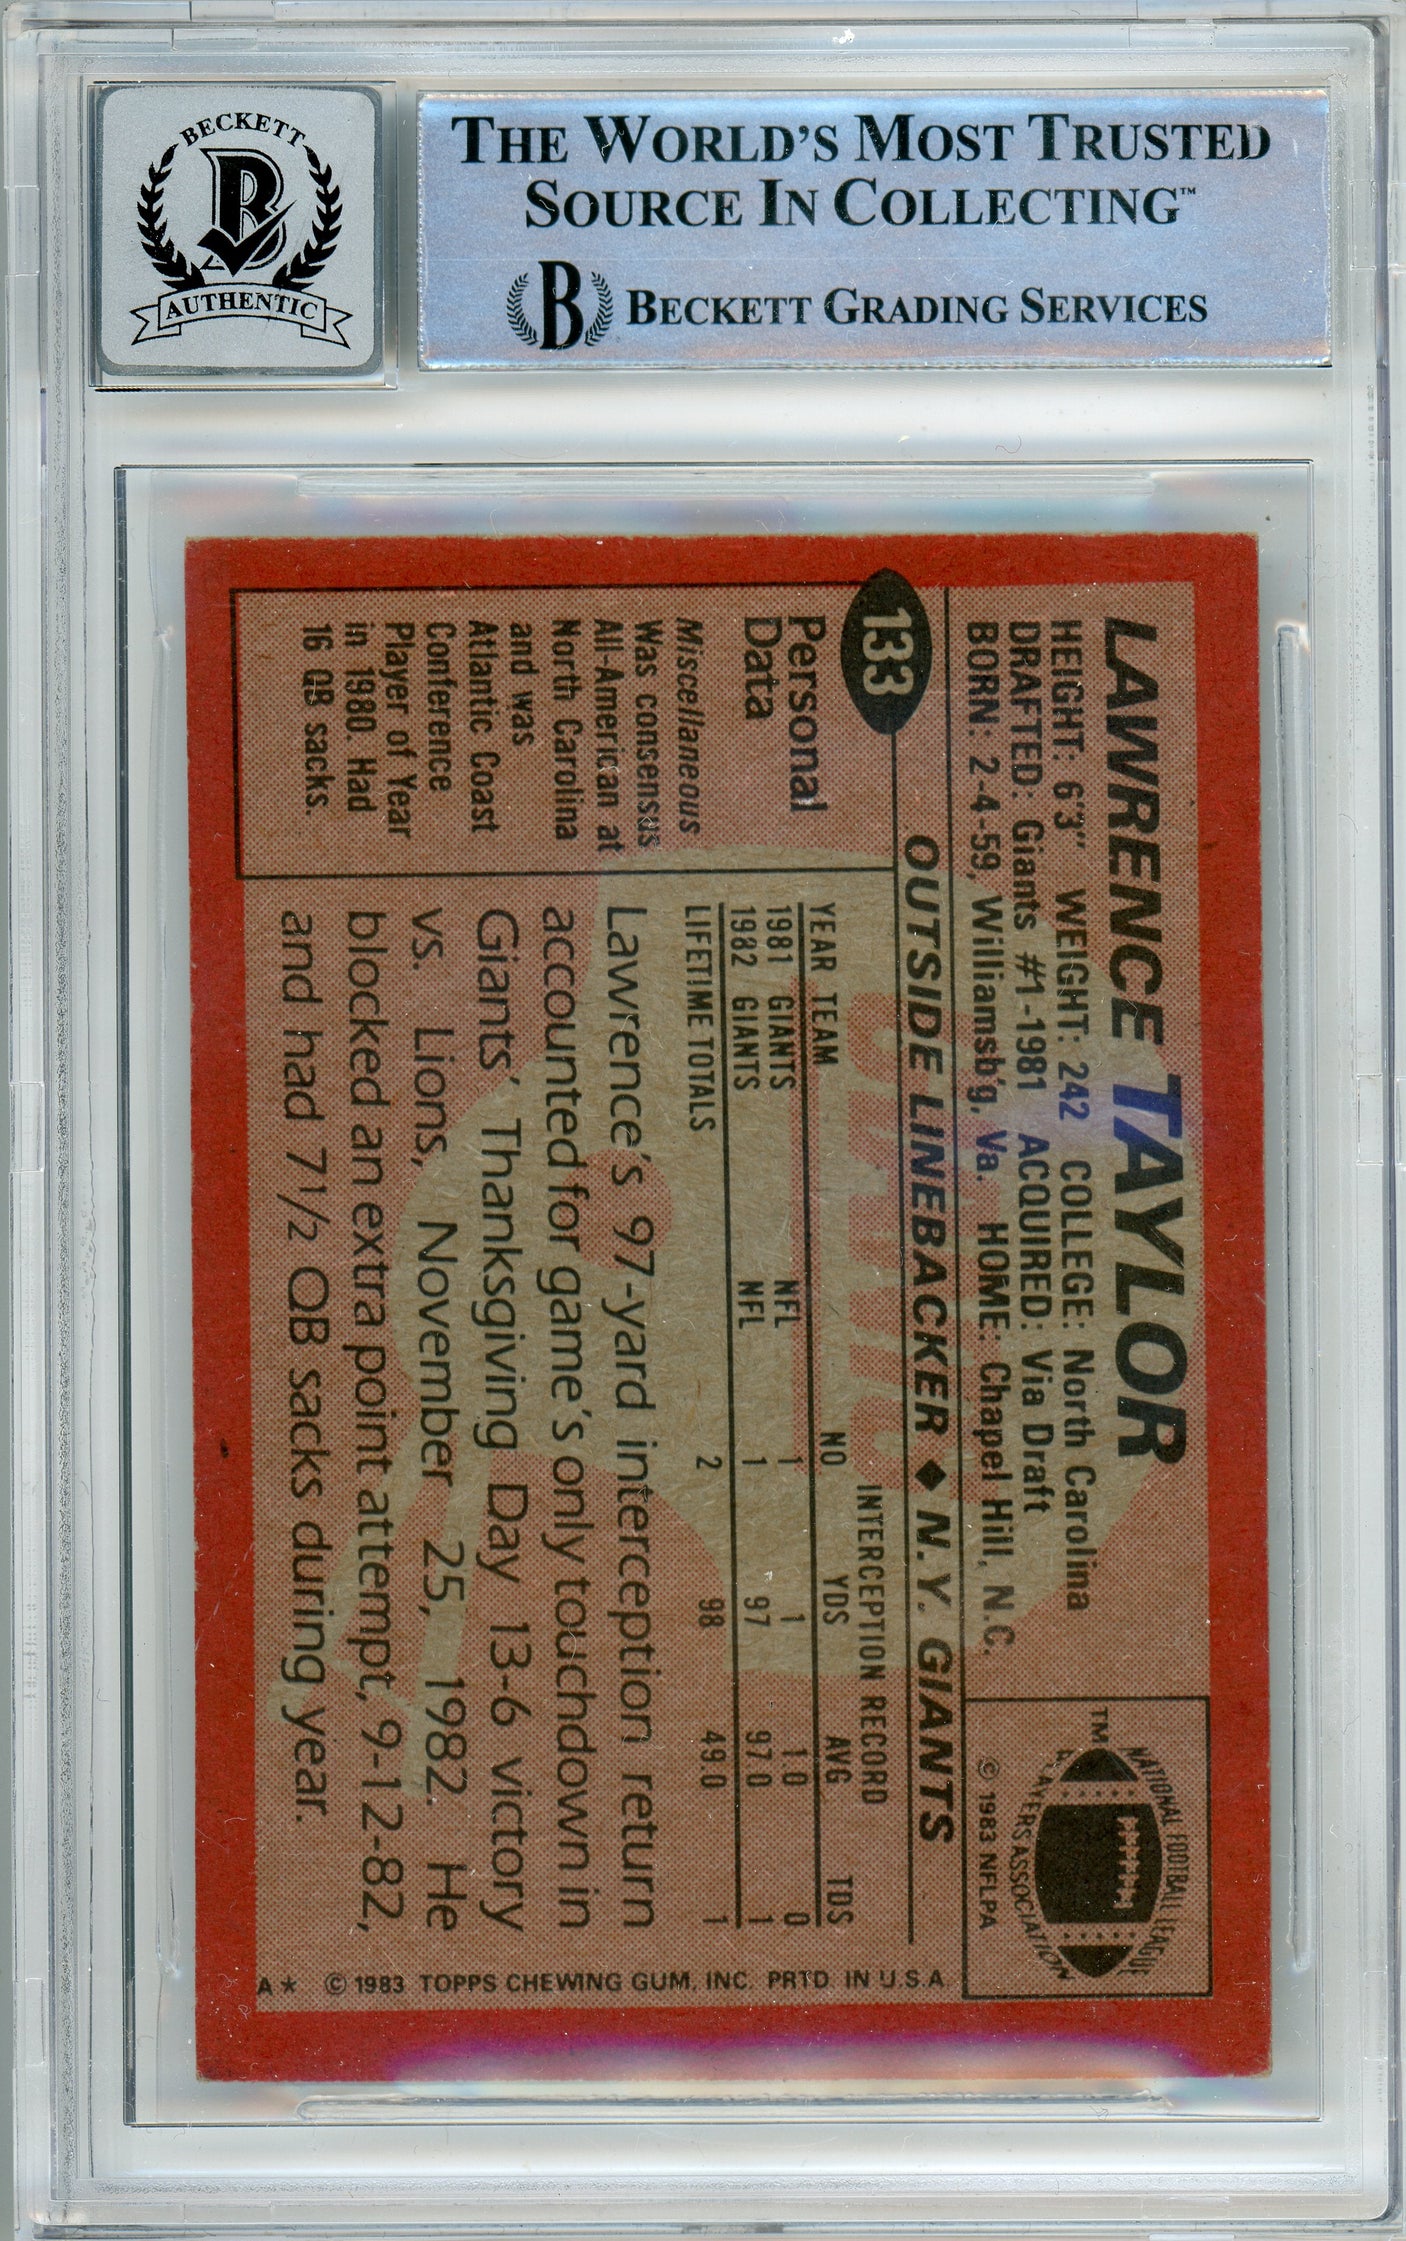 BECKETT
B
AUTHENTIC
THE WORLD'S MOST TRUSTED
SOURCE IN COLLECTING™
B BECKETT GRADING SERVICES
LAWRENCE TAYLOR
HEIGHT: 6'3" WEIGHT: 242 COLLEGE: North Carolina
DRAFTED: Giants #1-1981 ACQUIRED: Via Draft
BORN: 2-4-59, Williamsb'g, Va. HOME: Chapel Hill, N.C.
TM
NATIONAL FOOTBALL LEAGUE
PLAYERS ASSOCIATION
© 1983 NFLPA
133
OUTSIDE LINEBACKER ◆ N.Y. GIANTS
Personal
Data
Miscellaneous
Was consensus
All-American at
North Carolina
and was
Atlantic Coast
Conference
Player of Year
in 1980. Had
16 QB sacks.
GIANTS
INTERCEPTION RECORD
YEAR TEAM NO YDS AVG TDS
1981 GIANTS NFL 1 1 1.0 0
1982 GIANTS NFL 1 97 97.0 1
LIFETIME TOTALS 2 98 49.0 1
Lawrence's 97-yard interception return
accounted for game's only touchdown in
Giants' Thanksgiving Day 13-6 victory
vs. Lions, November 25, 1982. He
blocked an extra point attempt, 9-12-82,
and had 7½ QB sacks during year.
A* © 1983 TOPPS CHEWING GUM, INC. PRTD. IN U.S.A.